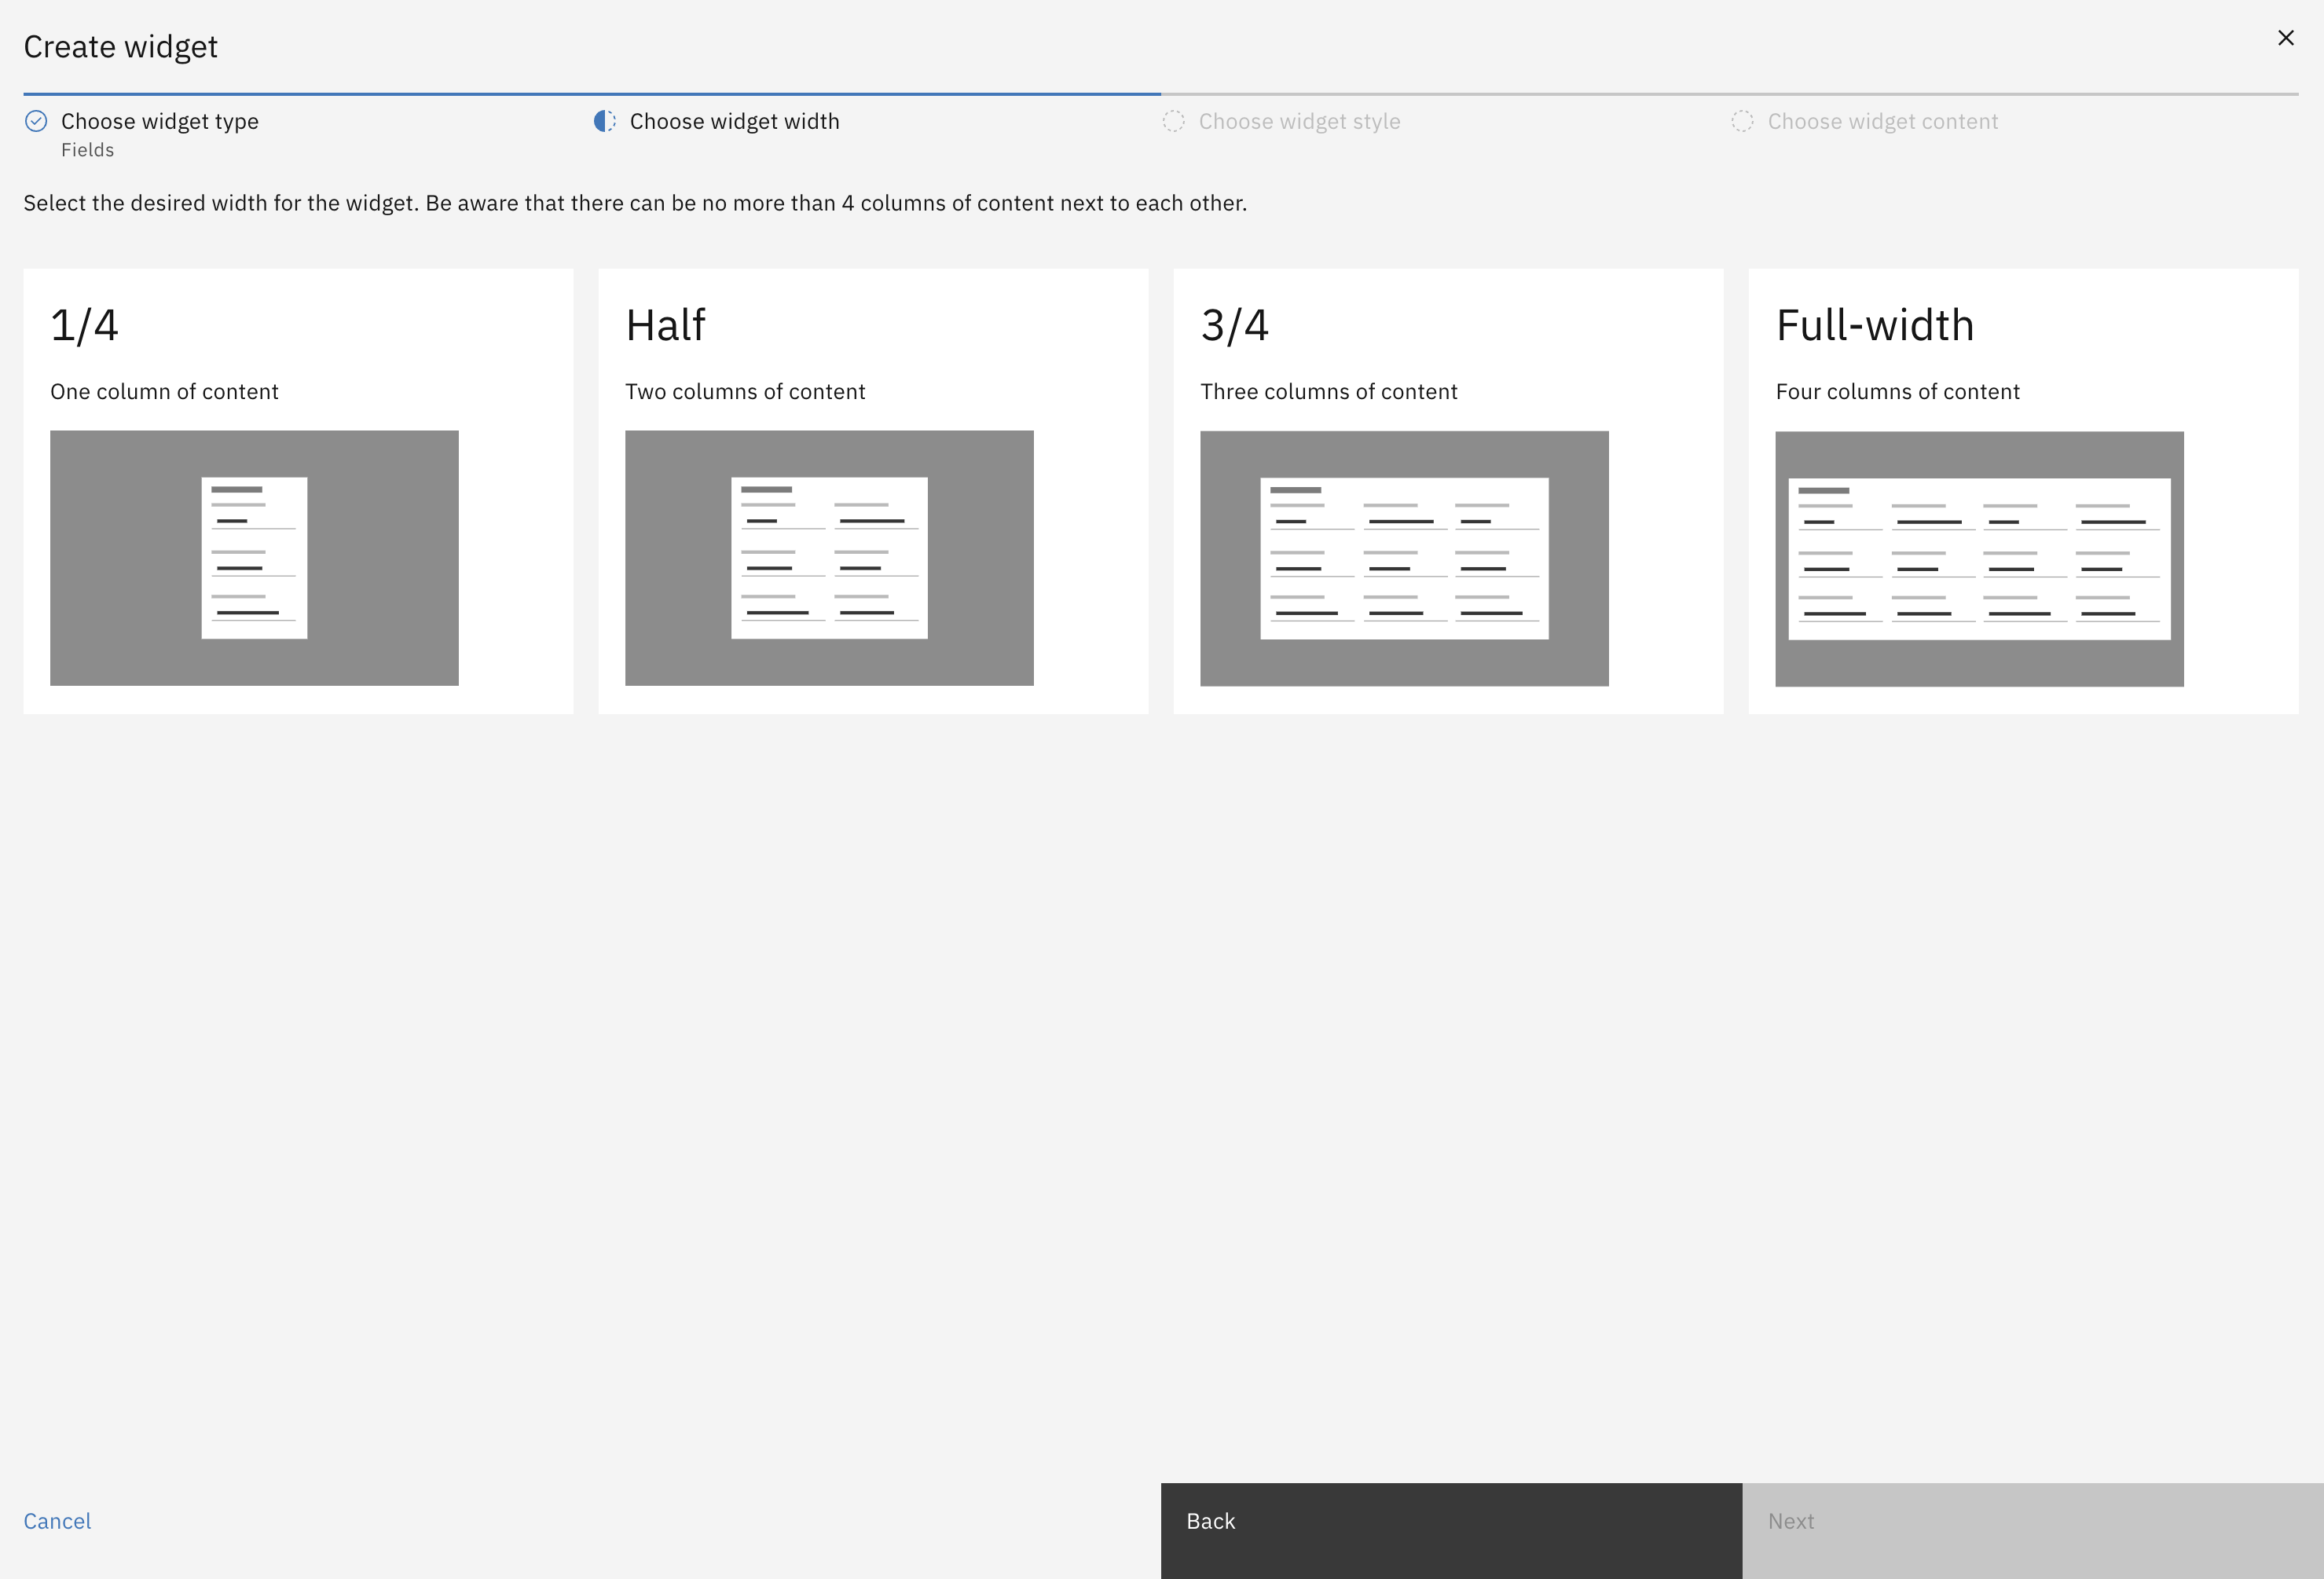 Create widget
Choose widget type
Fields
Choose widget width
Choose widget style
Choose widget content
Select the desired width for the widget. Be aware that there can be no more than 4 columns of content next to each other.
1/4
One column of content
Half
Two columns of content
3/4
Three columns of content
Full-width
Four columns of content
Cancel
Back
Next